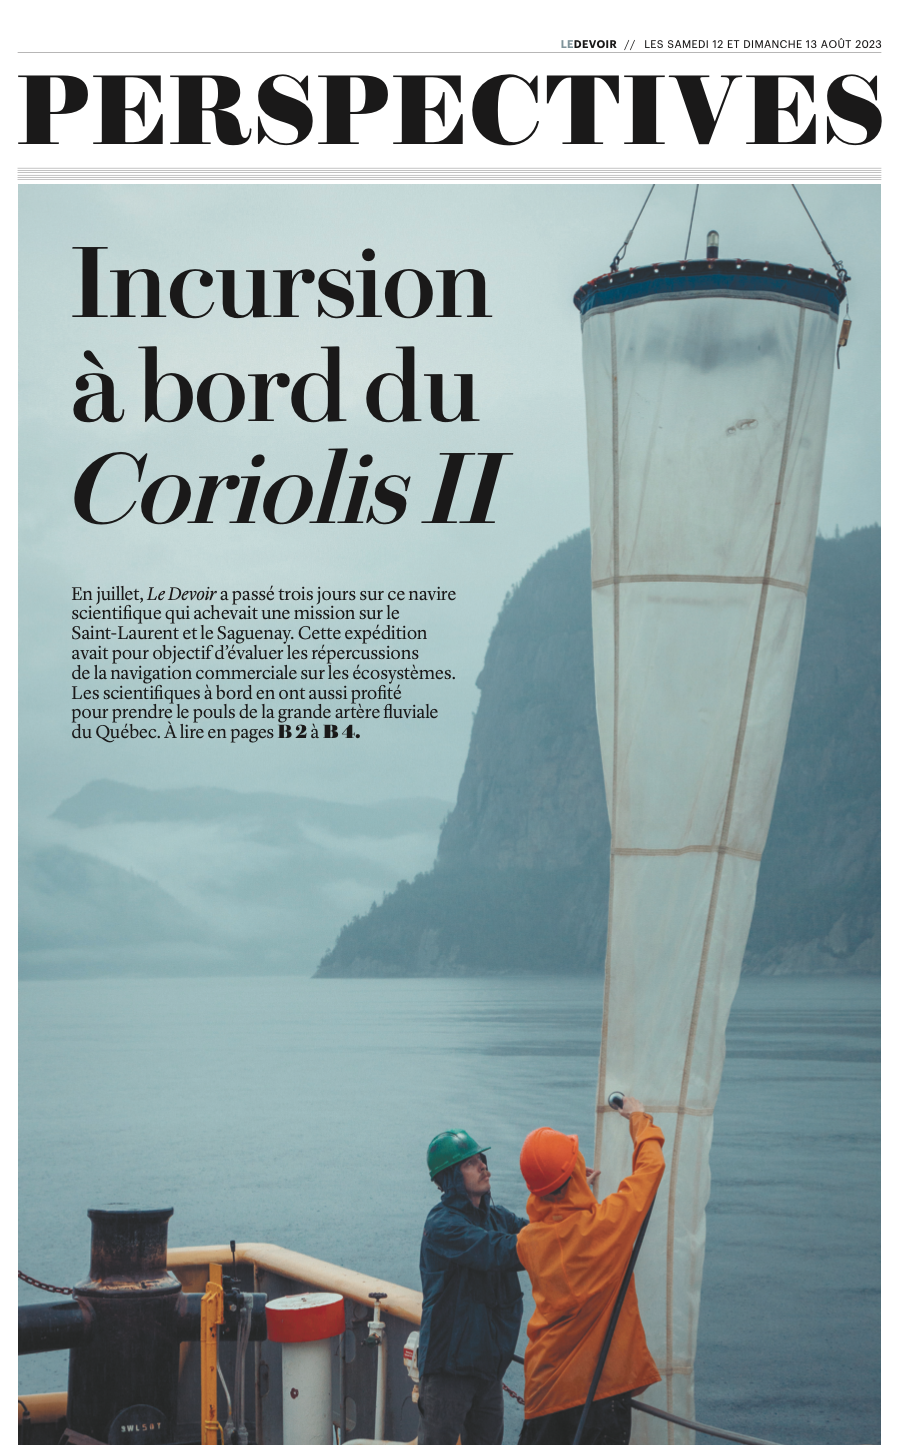 LEDEVOIR // LES SAMEDI 12 ET DIMANCHE 13 AOÛT 2023
PERSPECTIVES
Incursion
à bord du
Coriolis II
En juillet, Le Devoir a passé trois jours sur ce navire
scientifique qui achevait une mission sur le
Saint-Laurent et le Saguenay. Cette expédition
avait pour objectif d’évaluer les répercussions
de la navigation commerciale sur les écosystèmes.
Les scientifiques à bord en ont aussi profité
pour prendre le pouls de la grande artère fluviale
du Québec. À lire en pages B 2 à B 4.